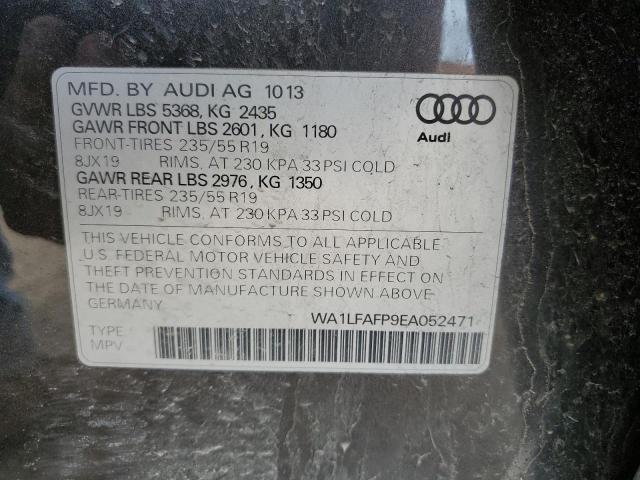 MFD. BY AUDI AG 1013
GVWR LBS 5368, KG 2435
GAWR FRONT LBS 2601, KG 1180
FRONT-TIRES 235/55 R19
8JX19 RIMS, AT 230 KPA 33 PSI COLD
GAWR REAR LBS 2976, KG 1350
REAR-TIRES 235/55 R19
8JX19 RIMS, AT 230 KPA 33 PSI COLD
Audi
THIS VEHICLE CONFORMS TO ALL APPLICABLE
U.S. FEDERAL MOTOR VEHICLE SAFETY AND
THEFT PREVENTION STANDARDS IN EFFECT ON
THE DATE OF MANUFACTURE SHOWN ABOVE
GERMANY
WA1LFAFP9EA052471
TYPE
MPV